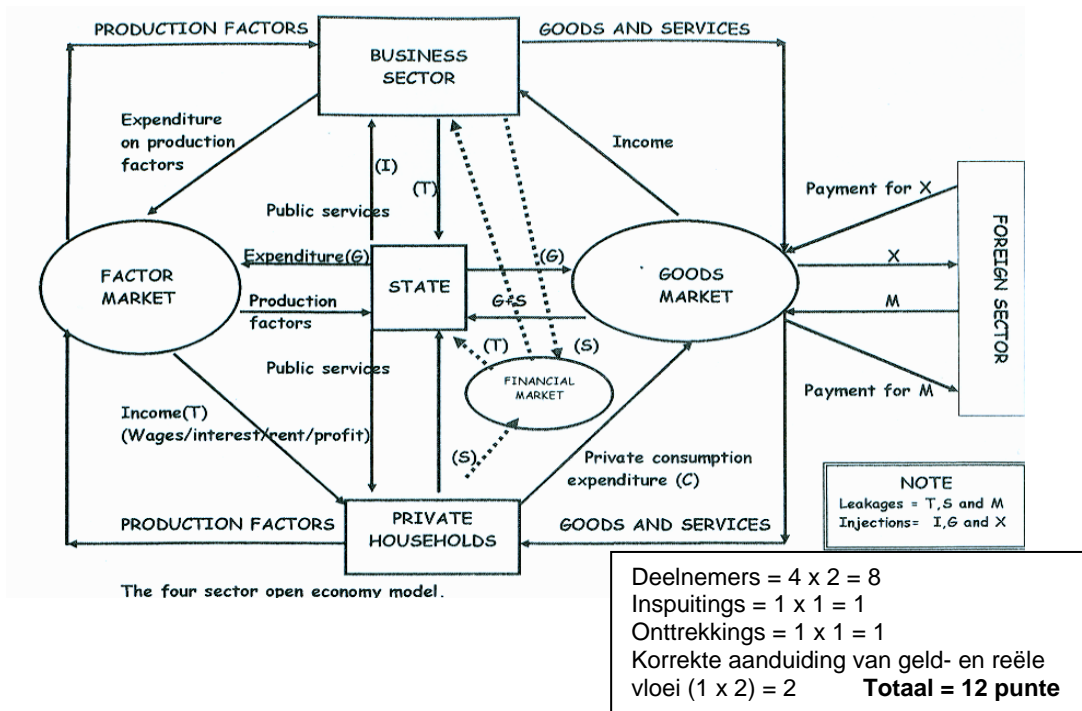 PRODUCTION FACTORS
GOODS AND SERVICES
BUSINESS
SECTOR
Expenditure
on production
factors
(I)
(T)
Income
Payment for X
Public services
FACTOR
MARKET
Expenditure(G)
STATE
(G)
GOODS
MARKET
X
FOREIGN SECTOR
Production
factors
G+S
M
Public services
(T)
(S)
FINANCIAL
MARKET
Payment for M
Income(T)
(Wages/interest/rent/profit)
(S)
Private consumption
expenditure (C)
NOTE
Leakages = T,S and M
Injections= I,G and X
PRODUCTION FACTORS
PRIVATE
HOUSEHOLDS
GOODS AND SERVICES
The four sector open economy model.
Deelnemers = 4 x 2 = 8
Inspuitings = 1 x 1 = 1
Onttrekkings = 1 x 1 = 1
Korrekte aanduiding van geld- en reële
vloei (1 x 2) = 2 Totaal = 12 punte